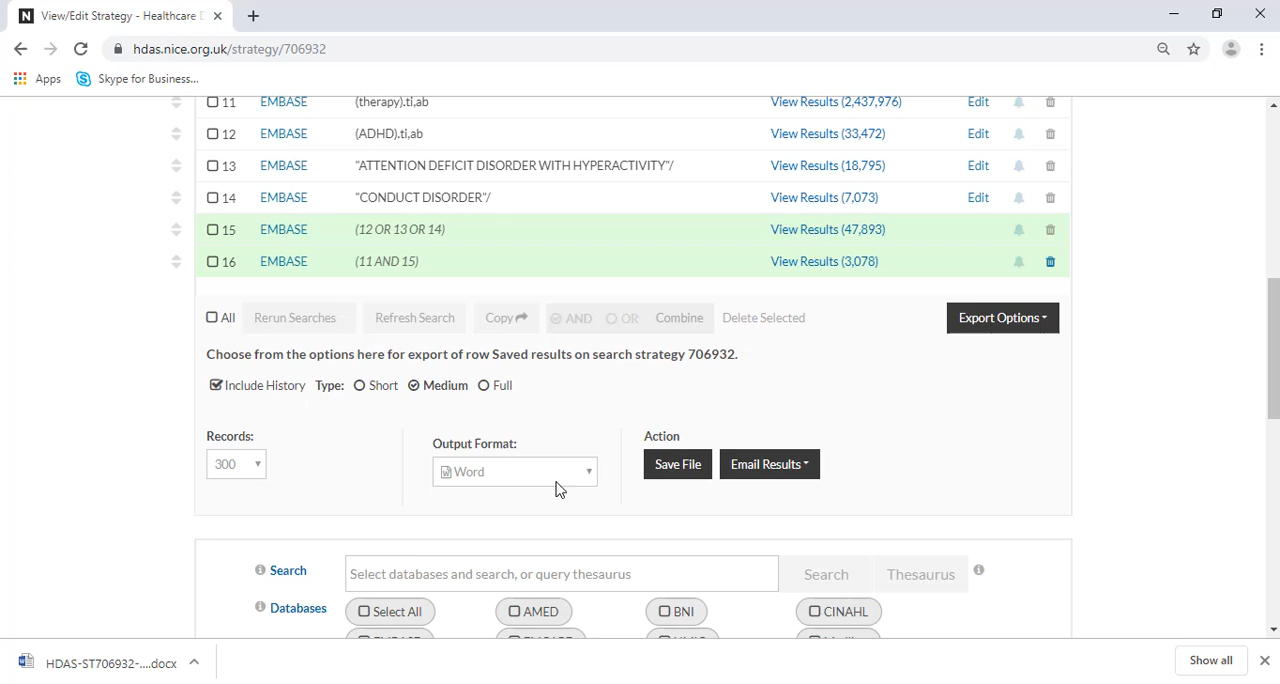 View/Edit Strategy - Healthcare D
hdas.nice.org.uk/strategy/706932
Apps Skype for Business...
11 EMBASE (therapy).ti,ab View Results (2,437,976) Edit
12 EMBASE (ADHD).ti,ab View Results (33,472) Edit
13 EMBASE "ATTENTION DEFICIT DISORDER WITH HYPERACTIVITY"/ View Results (18,795) Edit
14 EMBASE "CONDUCT DISORDER"/ View Results (7,073) Edit
15 EMBASE (12 OR 13 OR 14) View Results (47,893)
16 EMBASE (11 AND 15) View Results (3,078)
All Rerun Searches Refresh Search Copy AND OR Combine Delete Selected Export Options
Choose from the options here for export of row Saved results on search strategy 706932.
Include History Type: Short Medium Full
Records: Output Format: Action
300 Word Save File Email Results
Search Select databases and search, or query thesaurus Search Thesaurus
Databases Select All AMED BNI CINAHL
HDAS-ST706932-....docx Show all